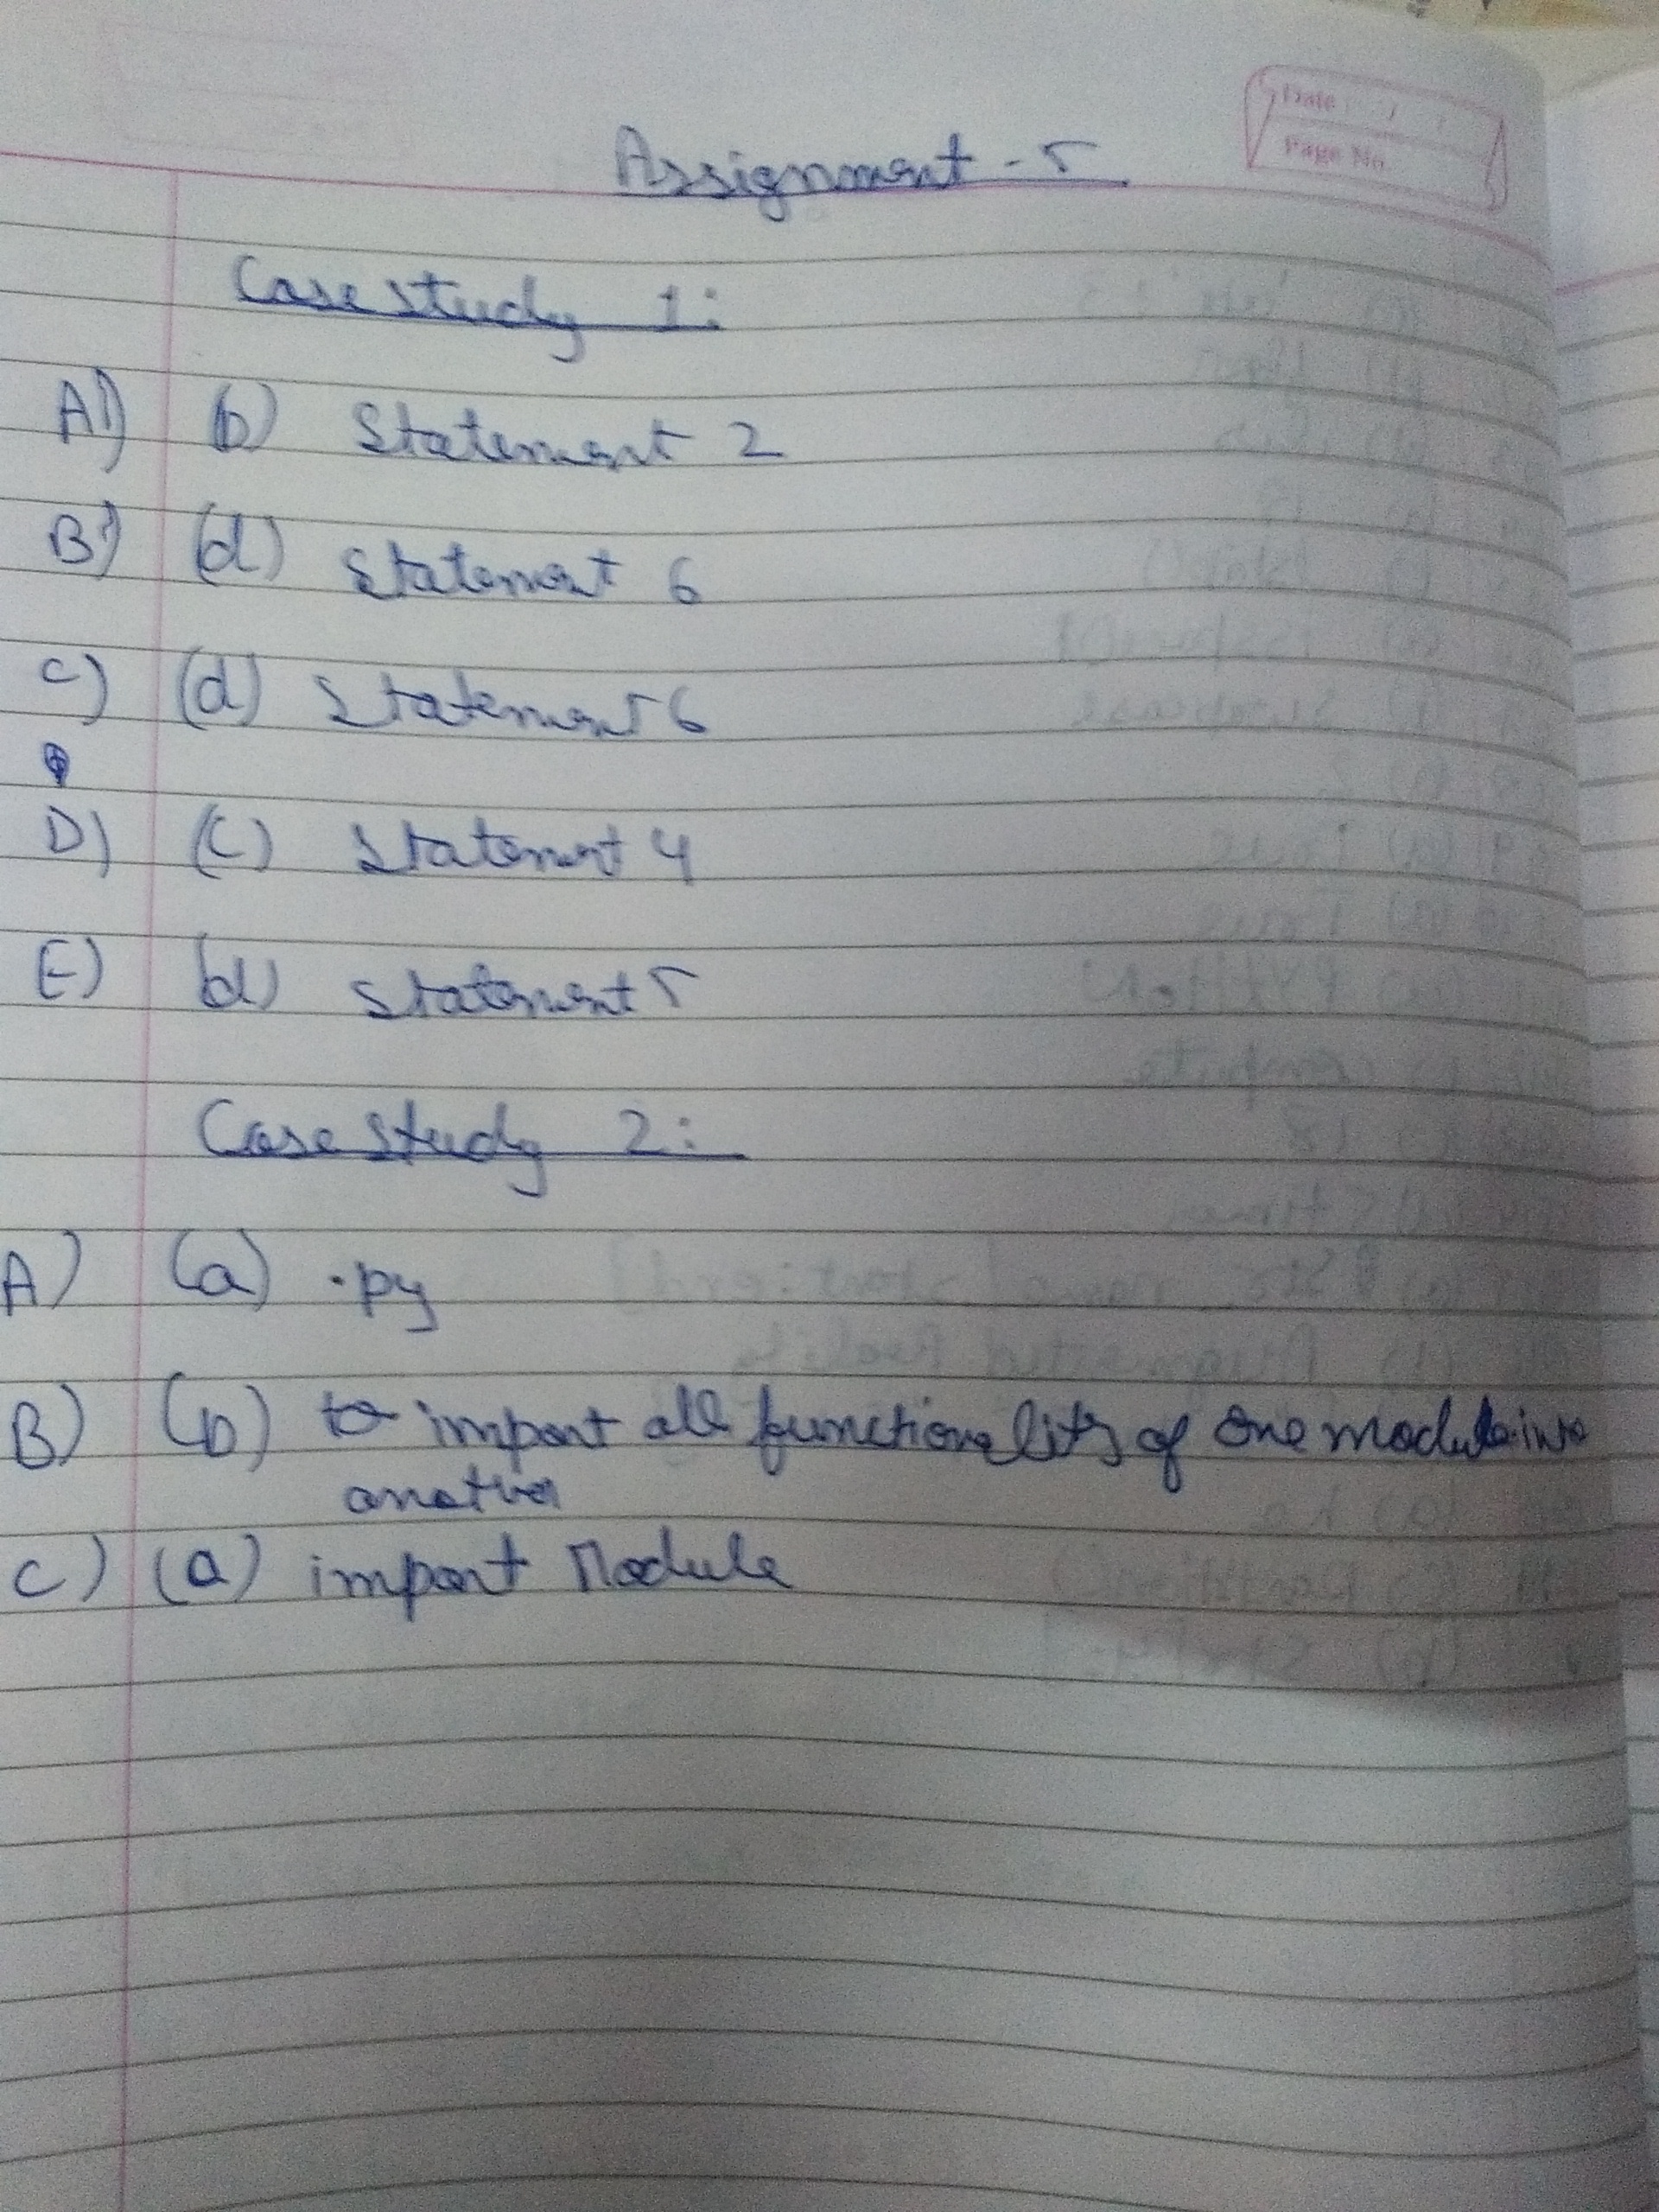 Date / /
Page No
Assignment - 5
Case study 1:
A) (b) Statement 2
B) (d) Statement 6
C) (d) Statement 6
D) (C) Statement 4
E) (d) Statement 5
Case study 2:
A) (a) .py
B) (b) to import all functionality of One module into
another
C) (a) import Module